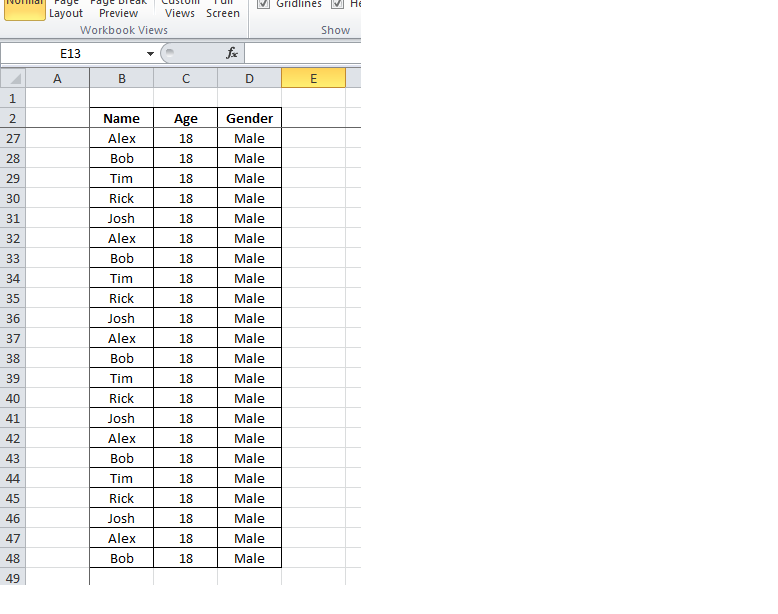 Normal Page Page Break Custom Full Gridlines
Layout Preview Views Screen
Workbook Views Show
E13 fx
A B C D E
1
2 Name Age Gender
27 Alex 18 Male
28 Bob 18 Male
29 Tim 18 Male
30 Rick 18 Male
31 Josh 18 Male
32 Alex 18 Male
33 Bob 18 Male
34 Tim 18 Male
35 Rick 18 Male
36 Josh 18 Male
37 Alex 18 Male
38 Bob 18 Male
39 Tim 18 Male
40 Rick 18 Male
41 Josh 18 Male
42 Alex 18 Male
43 Bob 18 Male
44 Tim 18 Male
45 Rick 18 Male
46 Josh 18 Male
47 Alex 18 Male
48 Bob 18 Male
49